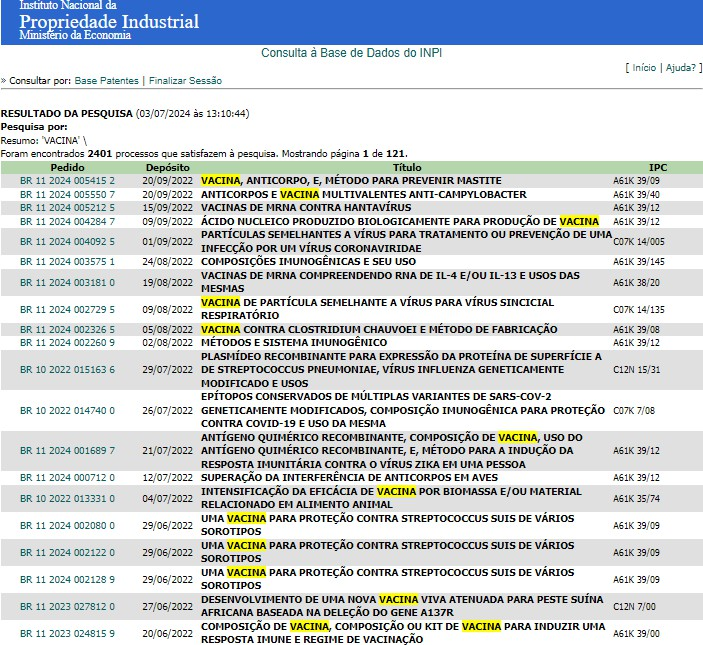 Instituto Nacional da
Propriedade Industrial
Ministério da Economia
Consulta à Base de Dados do INPI
[ Início | Ajuda? ]
» Consultar por: Base Patentes | Finalizar Sessão
RESULTADO DA PESQUISA (03/07/2024 às 13:10:44)
Pesquisa por:
Resumo: 'VACINA' \
Foram encontrados 2401 processos que satisfazem à pesquisa. Mostrando página 1 de 121.
Pedido Depósito Título IPC
BR 11 2024 005415 2 20/09/2022 VACINA, ANTICORPO, E, MÉTODO PARA PREVENIR MASTITE A61K 39/09
BR 11 2024 005550 7 20/09/2022 ANTICORPOS E VACINA MULTIVALENTES ANTI-CAMPYLOBACTER A61K 39/40
BR 11 2024 005212 5 15/09/2022 VACINAS DE MRNA CONTRA HANTAVÍRUS A61K 39/12
BR 11 2024 004284 7 09/09/2022 ÁCIDO NUCLEICO PRODUZIDO BIOLOGICAMENTE PARA PRODUÇÃO DE VACINA A61K 39/12
BR 11 2024 004092 5 01/09/2022 PARTÍCULAS SEMELHANTES A VÍRUS PARA TRATAMENTO OU PREVENÇÃO DE UMA C07K 14/005
INFECÇÃO POR UM VÍRUS CORONAVIRIDAE
BR 11 2024 003575 1 24/08/2022 COMPOSIÇÕES IMUNOGÊNICAS E SEU USO A61K 39/145
BR 11 2024 003181 0 19/08/2022 VACINAS DE MRNA COMPREENDENDO RNA DE IL-4 E/OU IL-13 E USOS DAS A61K 38/20
MESMAS
BR 11 2024 002729 5 09/08/2022 VACINA DE PARTÍCULA SEMELHANTE A VÍRUS PARA VÍRUS SINCICIAL C07K 14/135
RESPIRATÓRIO
BR 11 2024 002326 5 05/08/2022 VACINA CONTRA CLOSTRIDIUM CHAUVOEI E MÉTODO DE FABRICAÇÃO A61K 39/08
BR 11 2024 002260 9 02/08/2022 MÉTODOS E SISTEMA IMUNOGÊNICO A61K 39/12
BR 10 2022 015163 6 29/07/2022 PLASMÍDEO RECOMBINANTE PARA EXPRESSÃO DA PROTEÍNA DE SUPERFÍCIE A C12N 15/31
DE STREPTOCOCCUS PNEUMONIAE, VÍRUS INFLUENZA GENETICAMENTE
MODIFICADO E USOS
BR 10 2022 014740 0 26/07/2022 EPÍTOPOS CONSERVADOS DE MÚLTIPLAS VARIANTES DE SARS-COV-2 C07K 7/08
GENETICAMENTE MODIFICADOS, COMPOSIÇÃO IMUNOGÊNICA PARA PROTEÇÃO
CONTRA COVID-19 E USO DA MESMA
BR 11 2024 001689 7 21/07/2022 ANTÍGENO QUIMÉRICO RECOMBINANTE, COMPOSIÇÃO DE VACINA, USO DO A61K 39/12
ANTÍGENO QUIMÉRICO RECOMBINANTE, E, MÉTODO PARA A INDUÇÃO DA
RESPOSTA IMUNITÁRIA CONTRA O VÍRUS ZIKA EM UMA PESSOA
BR 11 2024 000712 0 12/07/2022 SUPERAÇÃO DA INTERFERÊNCIA DE ANTICORPOS EM AVES A61K 39/12
BR 10 2022 013331 0 04/07/2022 INTENSIFICAÇÃO DA EFICÁCIA DE VACINA POR BIOMASSA E/OU MATERIAL A61K 35/74
RELACIONADO EM ALIMENTO ANIMAL
BR 11 2024 002080 0 29/06/2022 UMA VACINA PARA PROTEÇÃO CONTRA STREPTOCOCCUS SUIS DE VÁRIOS A61K 39/09
SOROTIPOS
BR 11 2024 002122 0 29/06/2022 UMA VACINA PARA PROTEÇÃO CONTRA STREPTOCOCCUS SUIS DE VÁRIOS A61K 39/09
SOROTIPOS
BR 11 2024 002128 9 29/06/2022 UMA VACINA PARA PROTEÇÃO CONTRA STREPTOCOCCUS SUIS DE VÁRIOS A61K 39/09
SOROTIPOS
BR 11 2023 027812 0 27/06/2022 DESENVOLVIMENTO DE UMA NOVA VACINA VIVA ATENUADA PARA PESTE SUÍNA C12N 7/00
AFRICANA BASEADA NA DELEÇÃO DO GENE A137R
BR 11 2023 024815 9 20/06/2022 COMPOSIÇÃO DE VACINA, COMPOSIÇÃO OU KIT DE VACINA PARA INDUZIR UMA A61K 39/00
RESPOSTA IMUNE E REGIME DE VACINAÇÃO